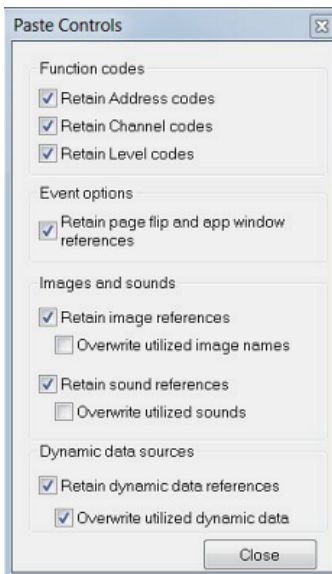 Paste Controls
Function codes
Retain Address codes
Retain Channel codes
Retain Level codes
Event options
Retain page flip and app window
references
Images and sounds
Retain image references
Overwrite utilized image names
Retain sound references
Overwrite utilized sounds
Dynamic data sources
Retain dynamic data references
Overwrite utilized dynamic data
Close